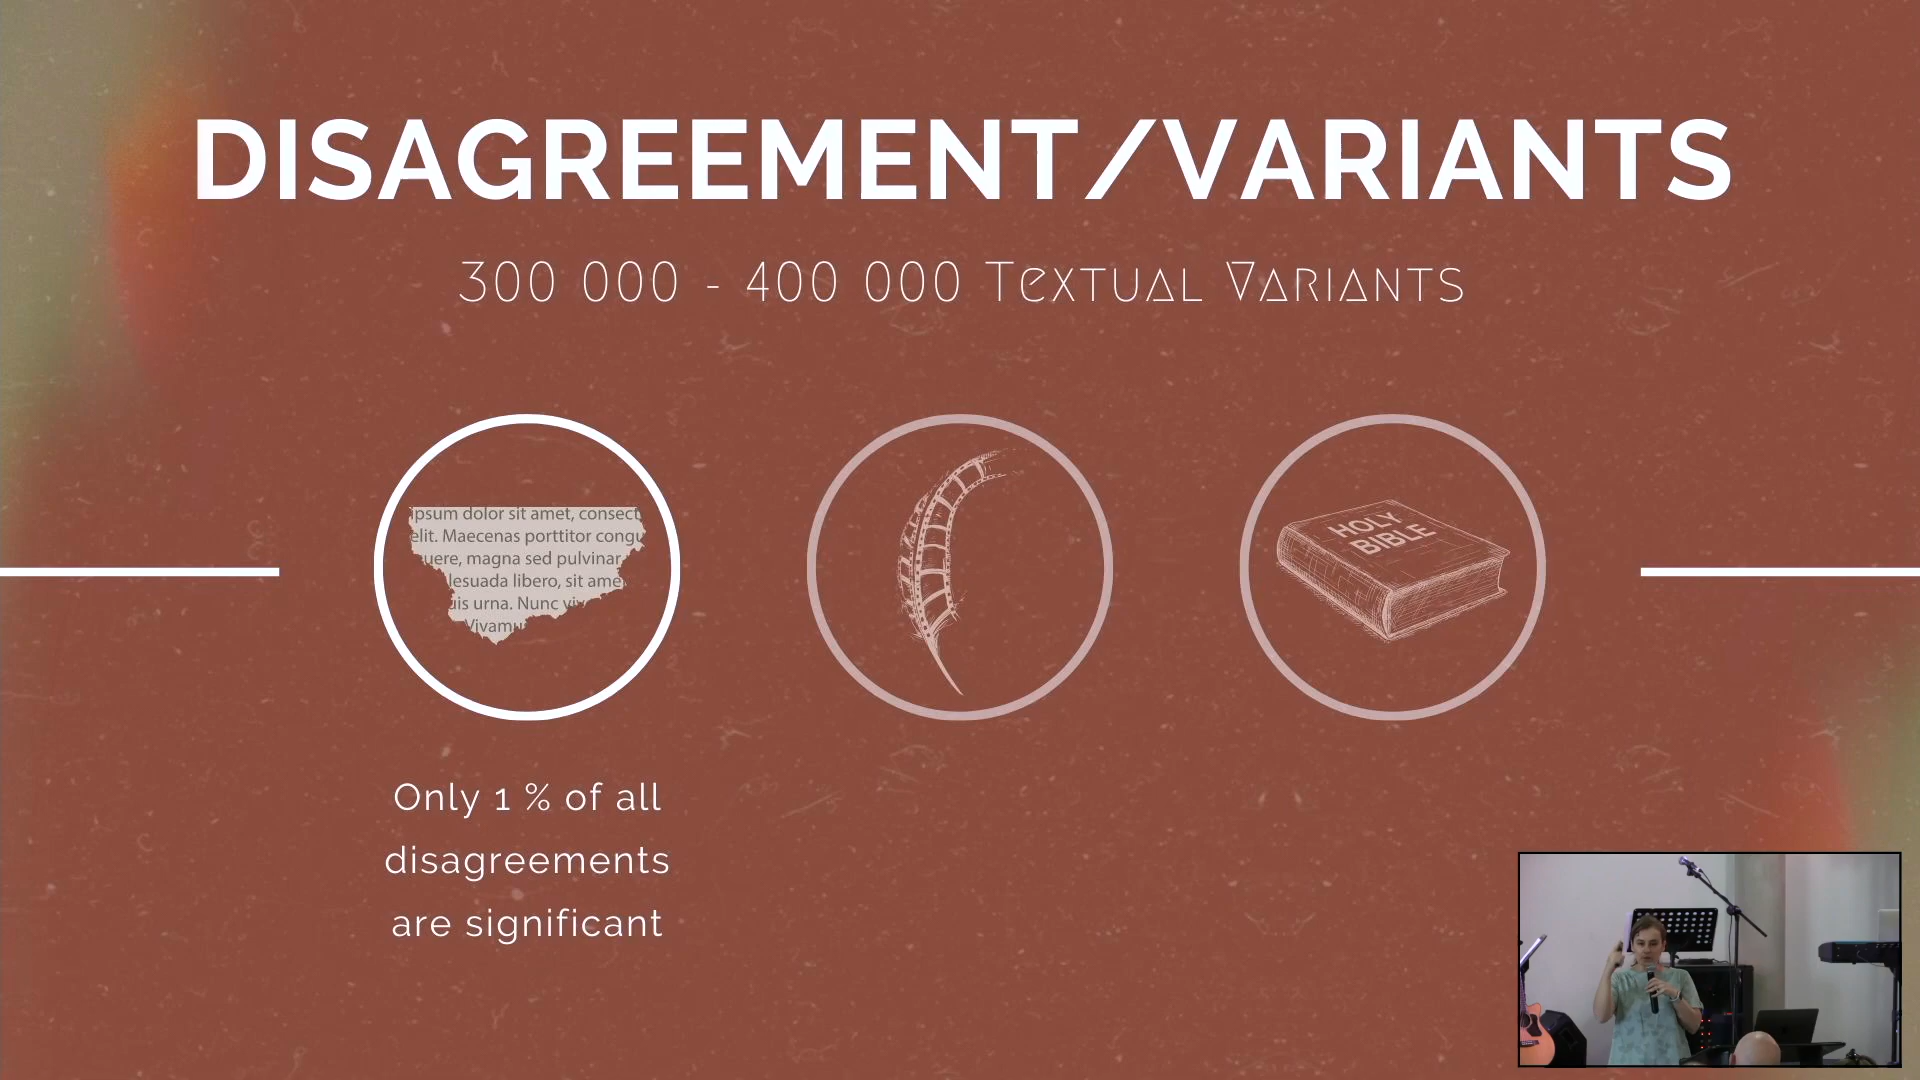 DISAGREEMENT/VARIANTS
300 000 - 400 000 Textual Variants
ipsum dolor sit amet, consect
elit. Maecenas porttitor congu
uere, magna sed pulvinar
lesuada libero, sit ame
uis urna. Nunc viv
Vivamu
HOLY
BIBLE
Only 1 % of all
disagreements
are significant